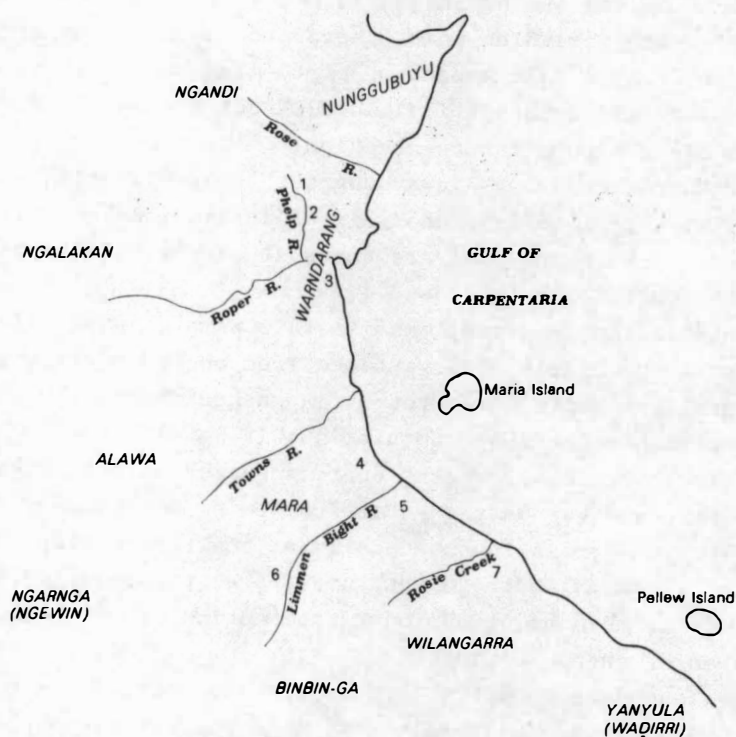 NUNGGUBUYU
NGANDI
Rose R.
1
Phelp R.
2
WARNDARANG
NGALAKAN
GULF OF
CARPENTARIA
3
Roper R.
Maria Island
ALAWA
Towns R.
4
MARA
5
Limmen Bight R
6
Rosie Creek
7
NGARNGA
(NGEWIN)
Pellew Island
WILANGARRA
BINBIN-GA
YANYULA
(WADIRRI)